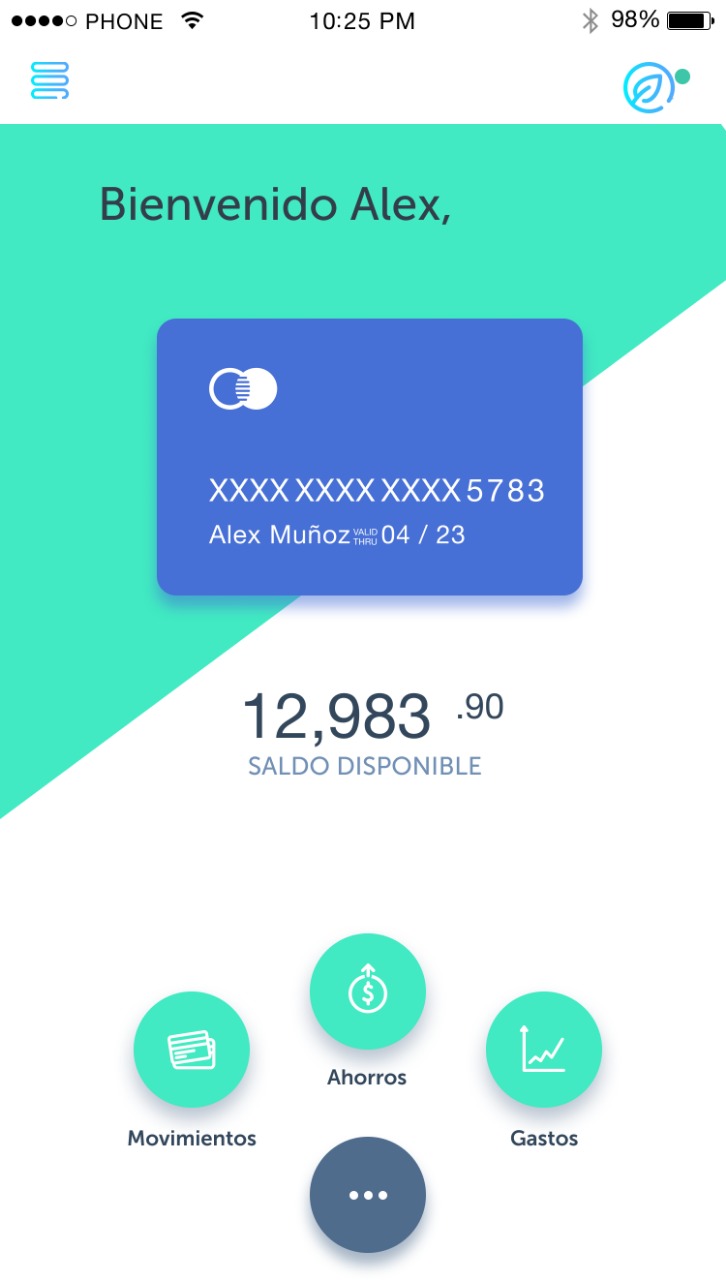 PHONE 10:25 PM 98%
Bienvenido Alex,
XXXX XXXX XXXX 5783
Alex Muñoz VALID THRU 04 / 23
12,983 .90
SALDO DISPONIBLE
Ahorros
Movimientos Gastos